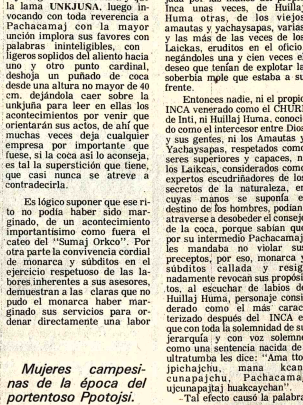 la lama UNKJUÑA, luego in-
vocando con toda reverencia a
Pachacamaj con la mayor
unción implora sus favores con
palabras ininteligibles, con li-
geros soplidos del aliento hacia
uno y otro punto cardinal,
deshoja un puñado de coca
desde una altura no mayor de 40
cm. dejándola caer sobre la
unkjuña para leer en ellas los
acontecimientos por venir que
orientarán sus actos, de ahí que
muchas veces deja cualquier
empresa por importante que
fuese, si la coca así lo aconseja,
es tal la superstición que tiene,
que casi nunca se atreve a
contradecirla.
Es lógico suponer que ese ri-
to no podía haber sido mar-
ginado, de un acontecimiento
importantísimo como fuera el
cateo del "Sumaj Orkco". Por
otra parte la convivencia cordial
de monarca y súbditos en el
ejercicio respetuoso de las la-
bores inherentes a sus asesores,
demuestran a las claras que no
pudo el monarca haber mar-
ginado sus servicios para or-
denar directamente una labor
Mujeres campesi-
nas de la época del
portentoso Ppotojsi.
Inca unas veces, de Huillaj
Huma otras, de los viejos
amautas y yachaysapas, varias
y las más de las veces de los
Laickas, eruditos en el oficio
negándoles una y cien veces el
deseo que tenían de explotar la
soberbia mole que estaba a su
frente.
Entonces nadie, ni el propio
INCA venerado como el CHURI
de Inti, ni Huillaj Huma, conside-
do como el intercesor entre Dios
y sus gentes, ni los Amautas y
Yachaysapas, respetados como
seres superiores y capaces, ni
los Laikcas, considerados como
expertos escudriñadores de los
secretos de la naturaleza, en
cuyas manos se suponía el
destino de los hombres, podían
atraverse a desobeder el consejo
de la coca, porque sabían que
por su intermedio Pachacamaj
les mandaba no violar sus
preceptos, por eso, monarca y
súbditos callada y resig-
nadamente revocan sus propósi-
tos, al escuchar de labios de
Huillaj Huma, personaje consi-
derado como el más carac-
terizado después del INCA el
que con toda la solemnidad de su
jerarquía y con voz solemne
como una sentencia nacida de
ultratumba les dice: "Ama
jpichajchu, mana
cunapajchu, Pachacamaj
ujcunapajtaj huakcaychan".
- Tal efecto causó la palabra